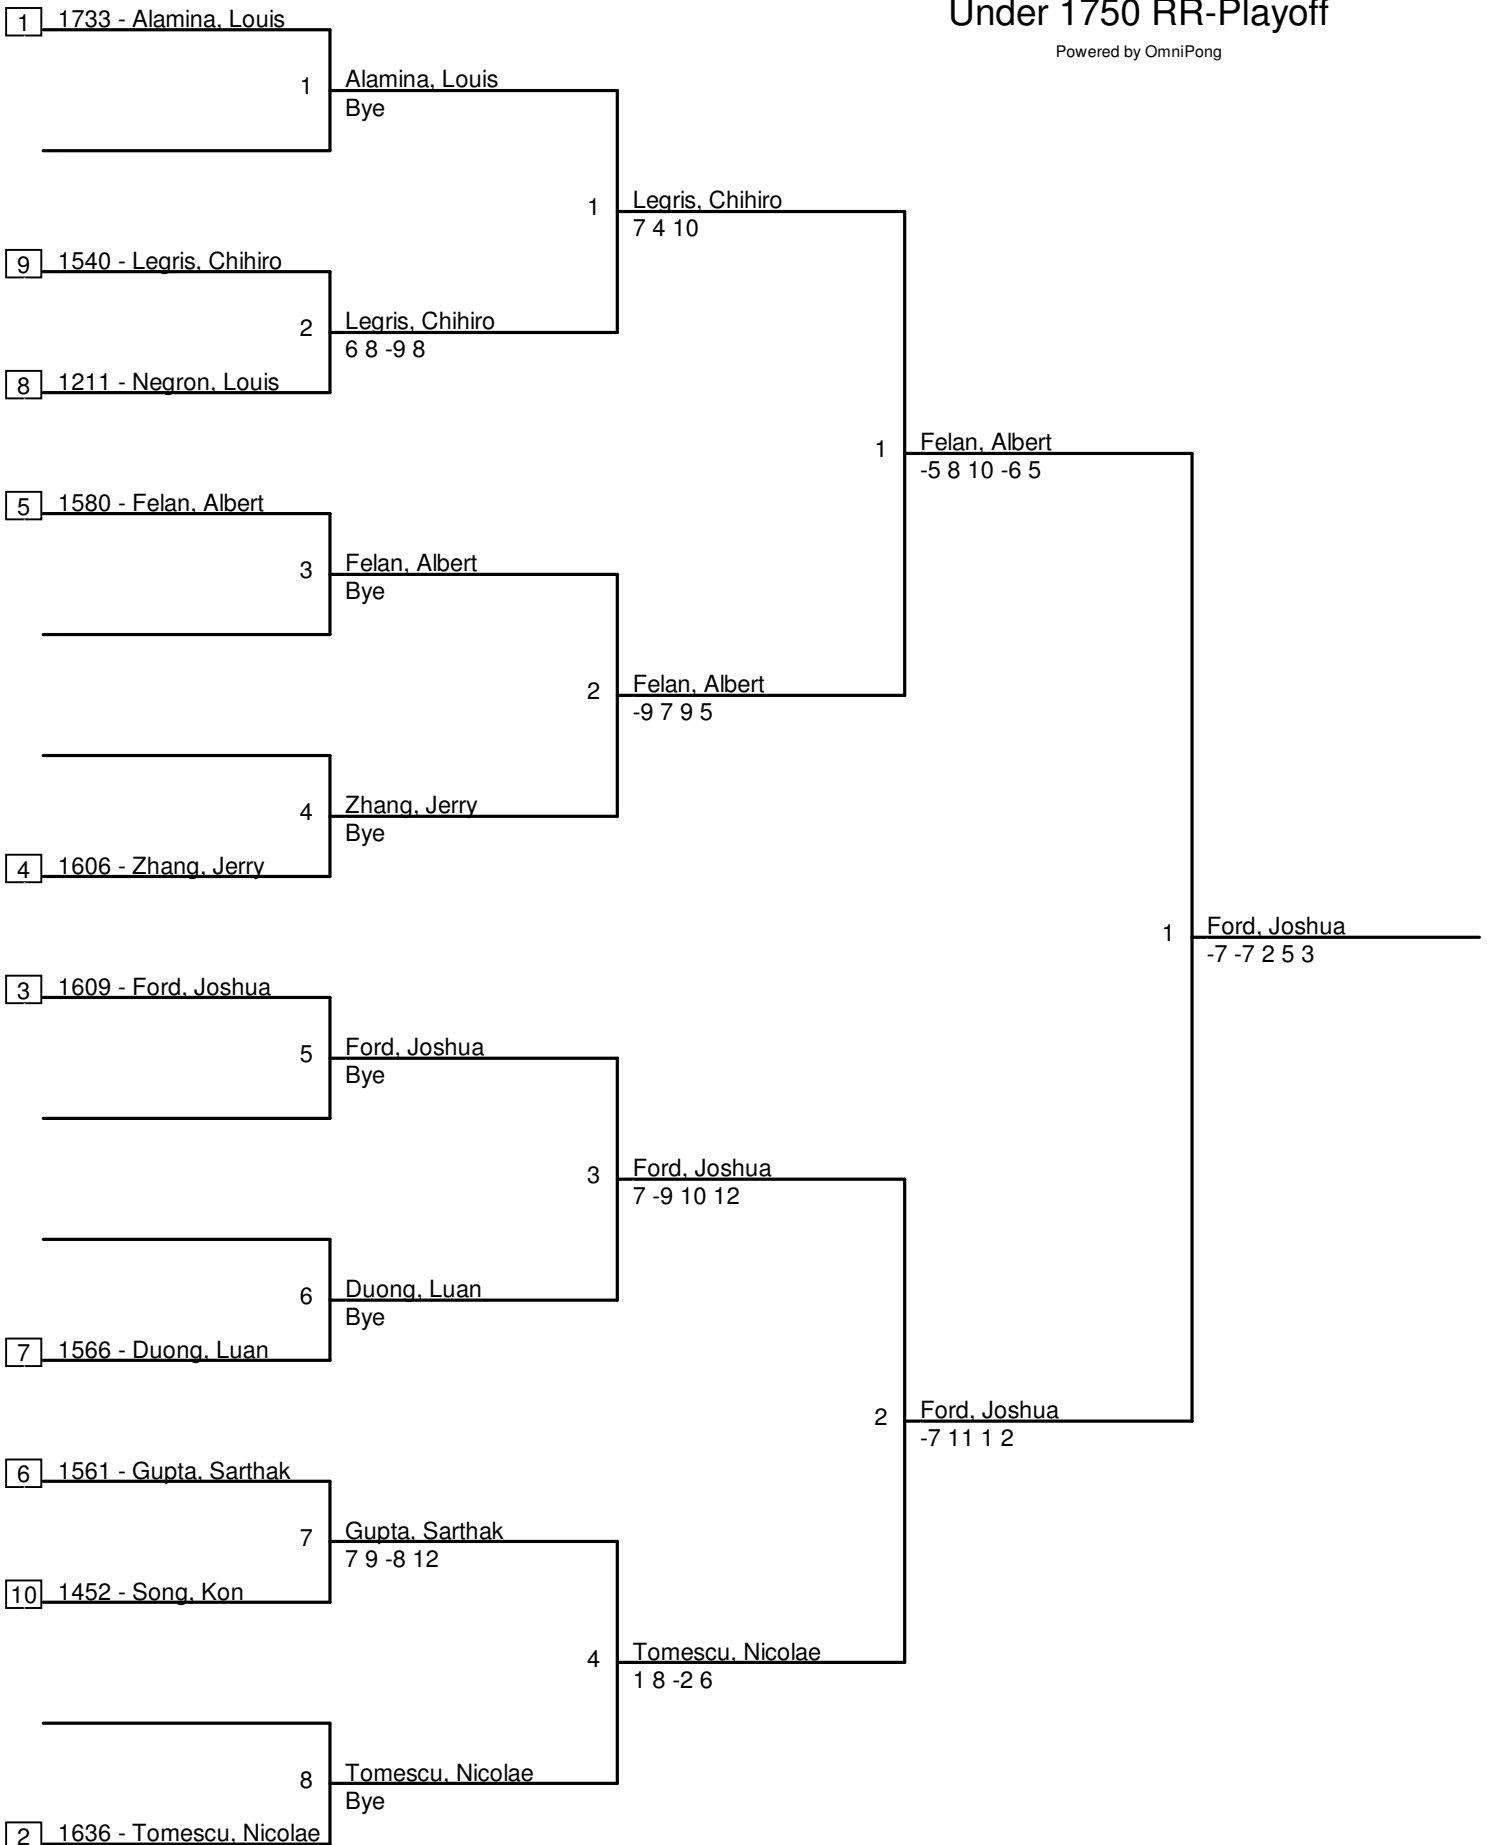 Under 1750 RR-Playoff
Powered by OmniPong
1 1733 - Alamina, Louis
1 Alamina, Louis
Bye
1 Legris, Chihiro
7 4 10
9 1540 - Legris, Chihiro
2 Legris, Chihiro
6 8 -9 8
8 1211 - Negron, Louis
1 Felan, Albert
-5 8 10 -6 5
5 1580 - Felan, Albert
3 Felan, Albert
Bye
2 Felan, Albert
-9 7 9 5
4 Zhang, Jerry
Bye
4 1606 - Zhang, Jerry
1 Ford, Joshua
-7 -7 2 5 3
3 1609 - Ford, Joshua
5 Ford, Joshua
Bye
3 Ford, Joshua
7 -9 10 12
6 Duong, Luan
Bye
7 1566 - Duong, Luan
2 Ford, Joshua
-7 11 1 2
6 1561 - Gupta, Sarthak
7 Gupta, Sarthak
7 9 -8 12
10 1452 - Song, Kon
4 Tomescu, Nicolae
1 8 -2 6
8 Tomescu, Nicolae
Bye
2 1636 - Tomescu, Nicolae